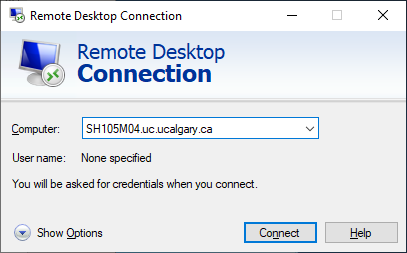 Remote Desktop Connection
Remote Desktop
Connection
Computer: SH105M04.uc.ucalgary.ca
User name: None specified
You will be asked for credentials when you connect.
Show Options Connect Help